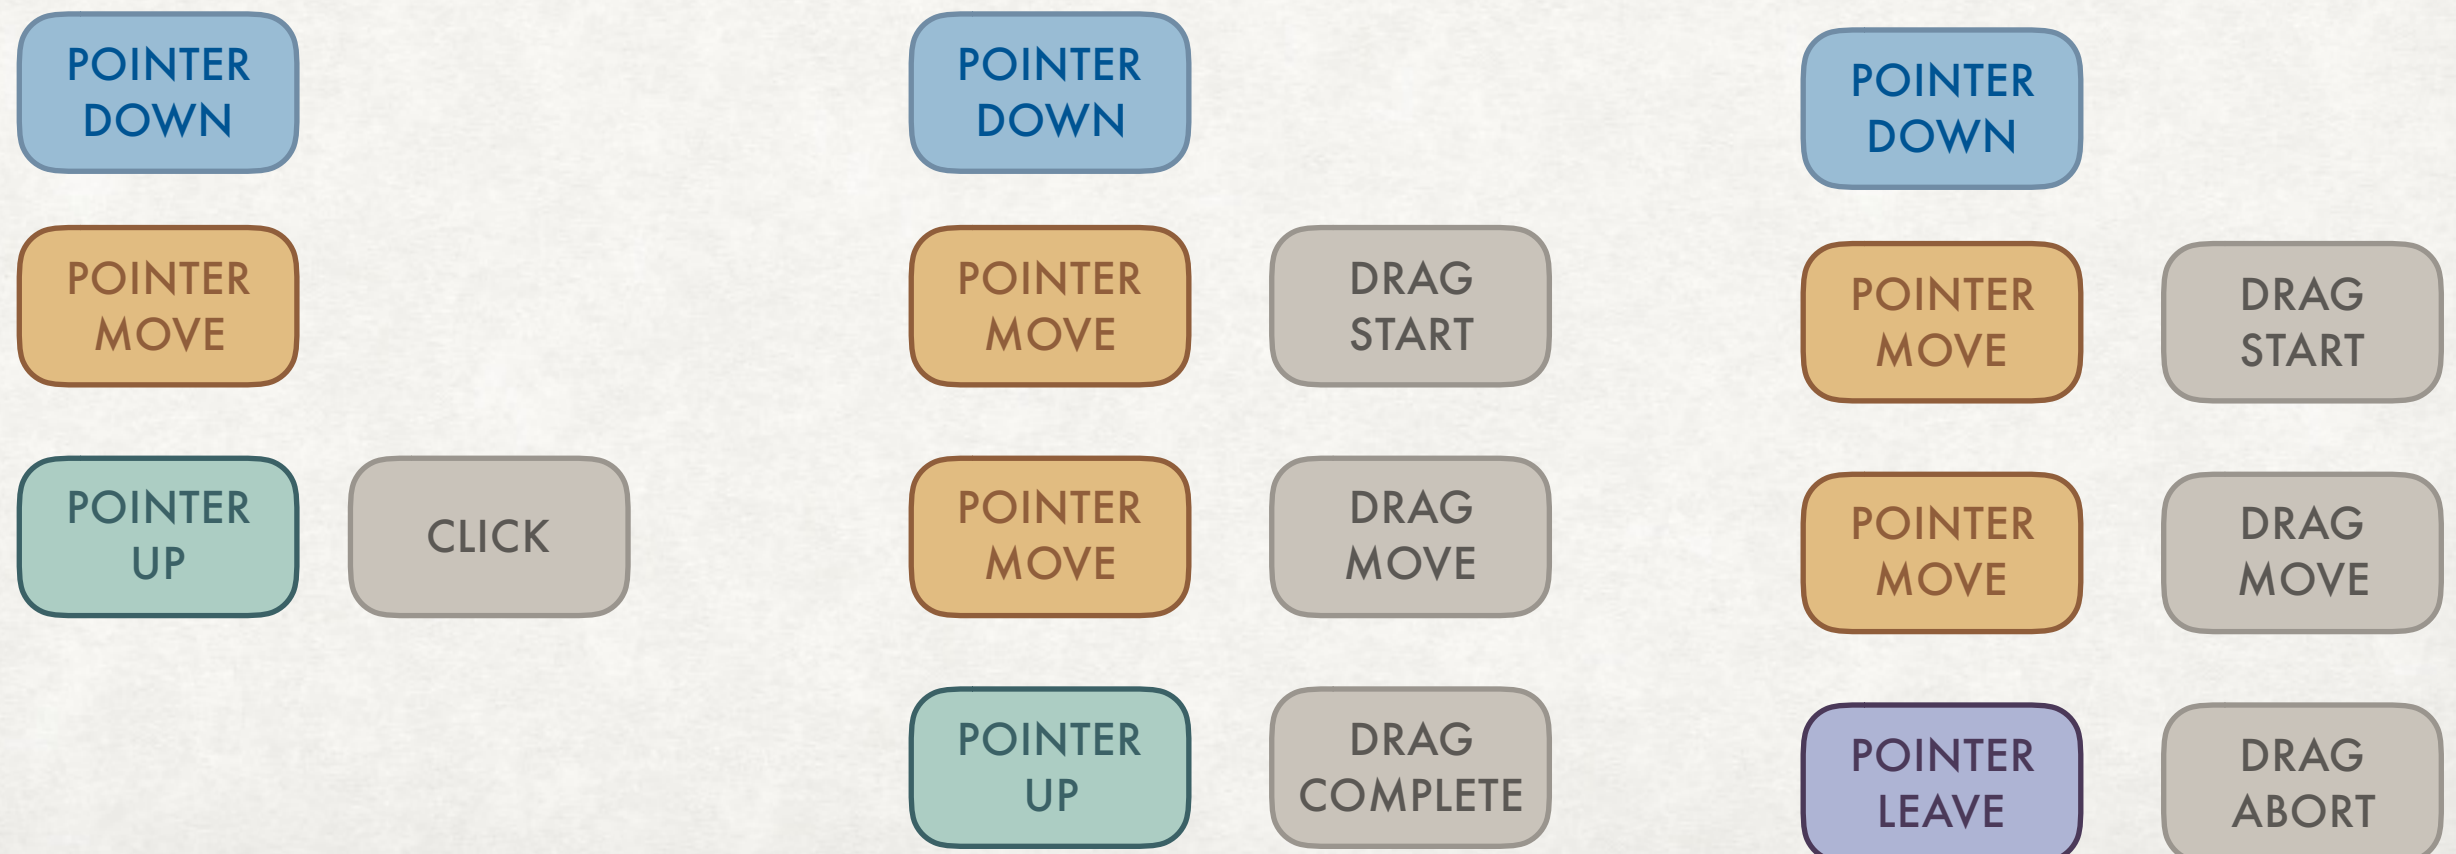 POINTER
DOWN
POINTER
MOVE
POINTER
UP
CLICK
POINTER
DOWN
POINTER
MOVE
DRAG
START
POINTER
MOVE
DRAG
MOVE
POINTER
UP
DRAG
COMPLETE
POINTER
DOWN
POINTER
MOVE
DRAG
START
POINTER
MOVE
DRAG
MOVE
POINTER
LEAVE
DRAG
ABORT